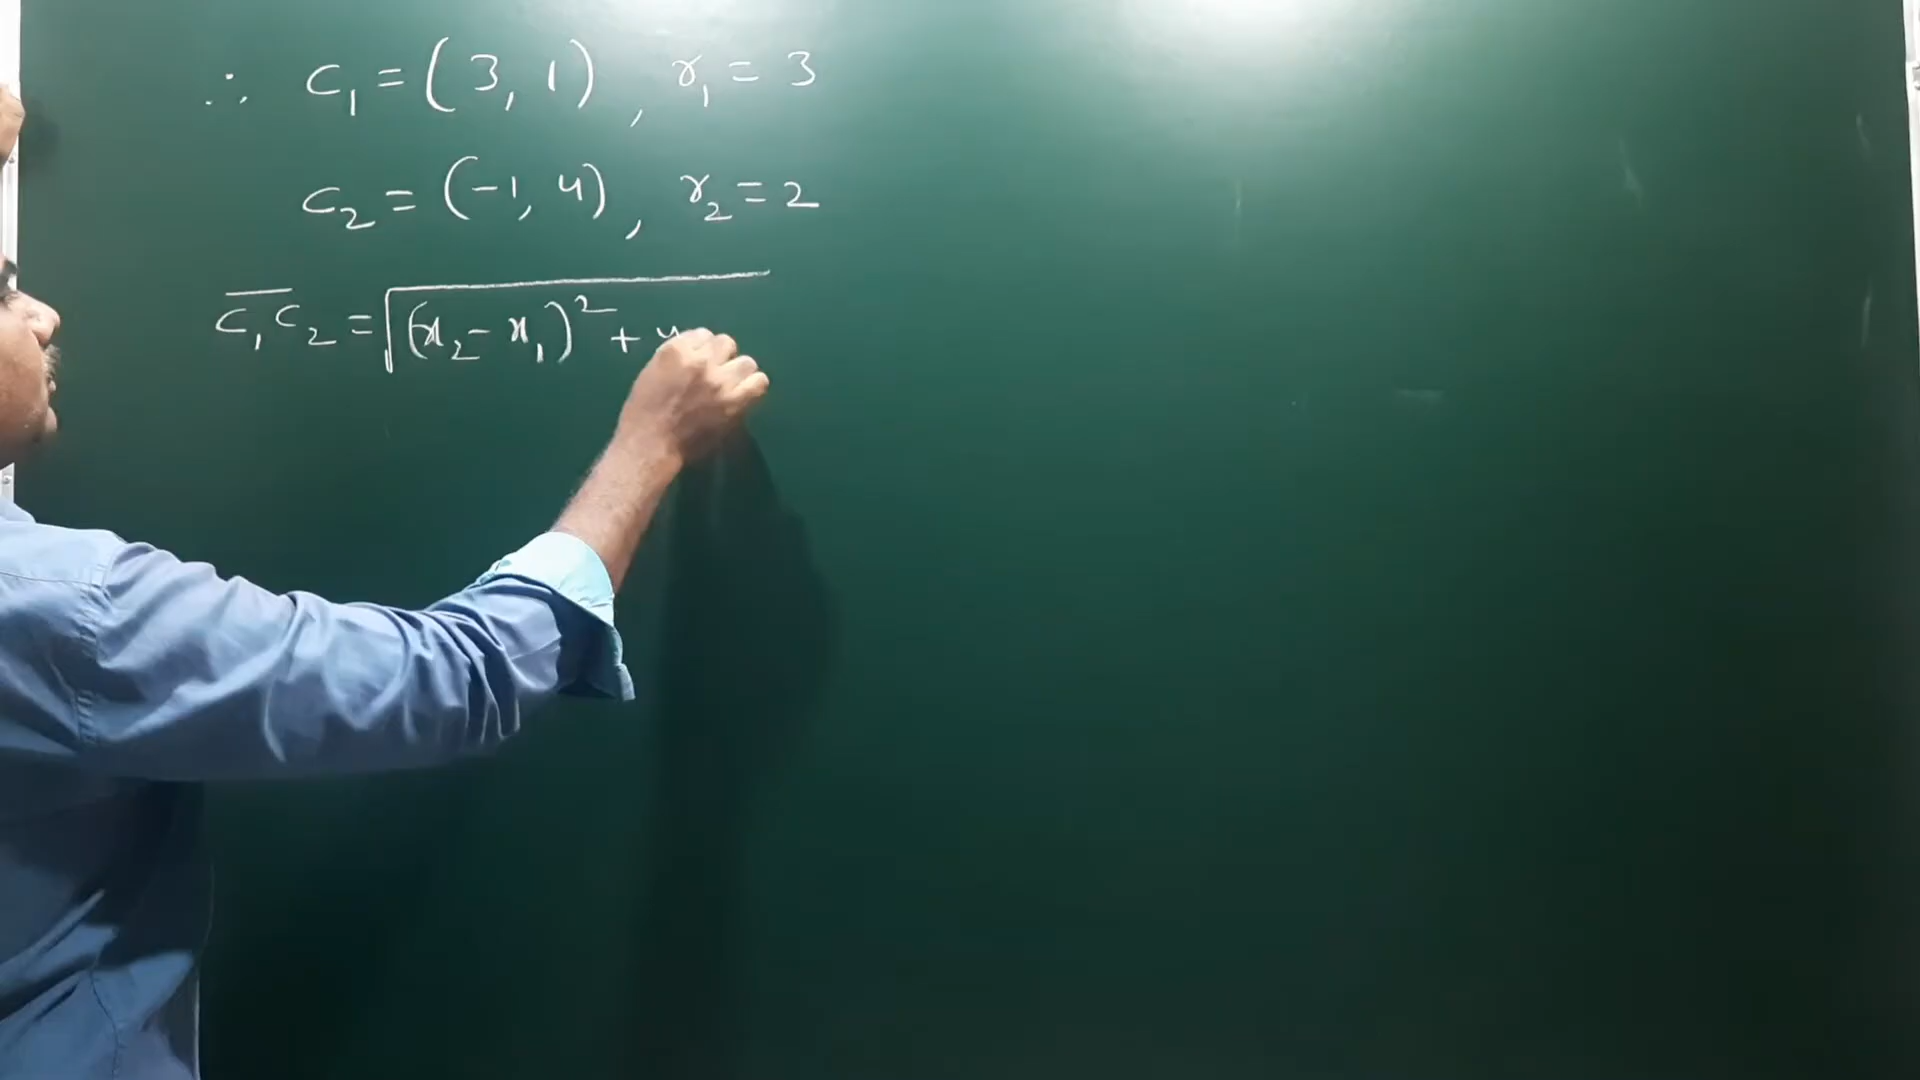 ∴ C₁ = (3, 1), r₁ = 3
C₂ = (-1, 4), r₂ = 2
C₁C₂ = √(x₂ - x₁)² + y